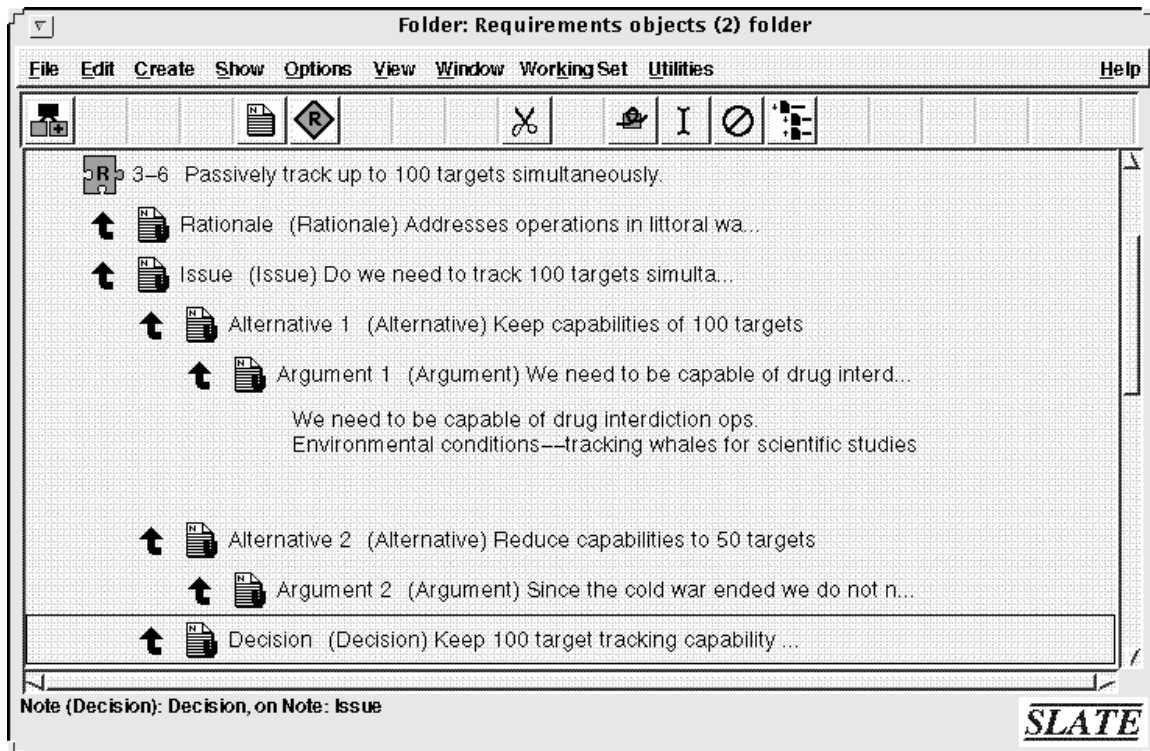 Folder: Requirements objects (2) folder
File Edit Create Show Options View Window Working Set Utilities Help
N R
R 3–6 Passively track up to 100 targets simultaneously.
N Rationale (Rationale) Addresses operations in littoral wa...
N Issue (Issue) Do we need to track 100 targets simulta...
N Alternative 1 (Alternative) Keep capabilities of 100 targets
N Argument 1 (Argument) We need to be capable of drug interd...
We need to be capable of drug interdiction ops.
Environmental conditions––tracking whales for scientific studies
N Alternative 2 (Alternative) Reduce capabilities to 50 targets
N Argument 2 (Argument) Since the cold war ended we do not n...
N Decision (Decision) Keep 100 target tracking capability ...
Note (Decision): Decision, on Note: Issue
SLATE